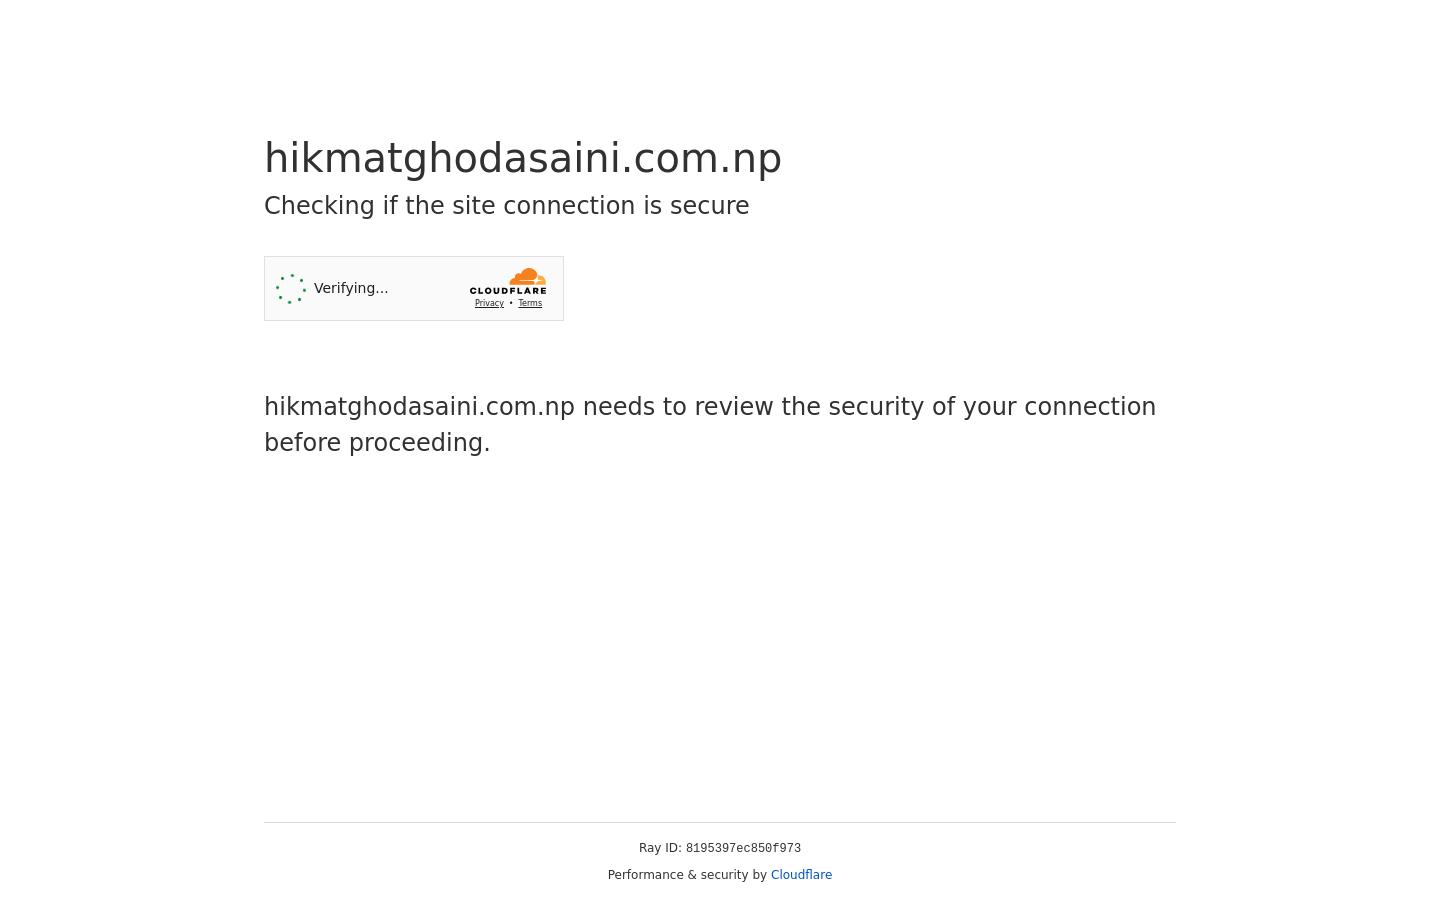 hikmatghodasaini.com.np
Checking if the site connection is secure
Verifying...
CLOUDFLARE
Privacy • Terms
hikmatghodasaini.com.np needs to review the security of your connection
before proceeding.
Ray ID: 8195397ec850f973
Performance & security by Cloudflare